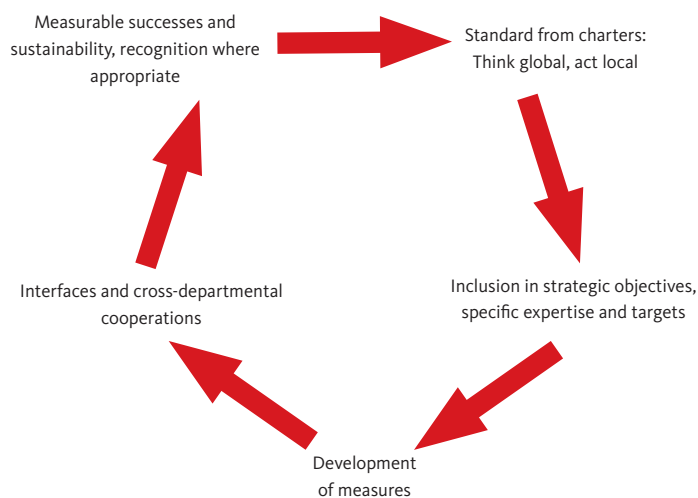 Measurable successes and
sustainability, recognition where
appropriate
Standard from charters:
Think global, act local
Inclusion in strategic objectives,
specific expertise and targets
Development
of measures
Interfaces and cross-departmental
cooperations